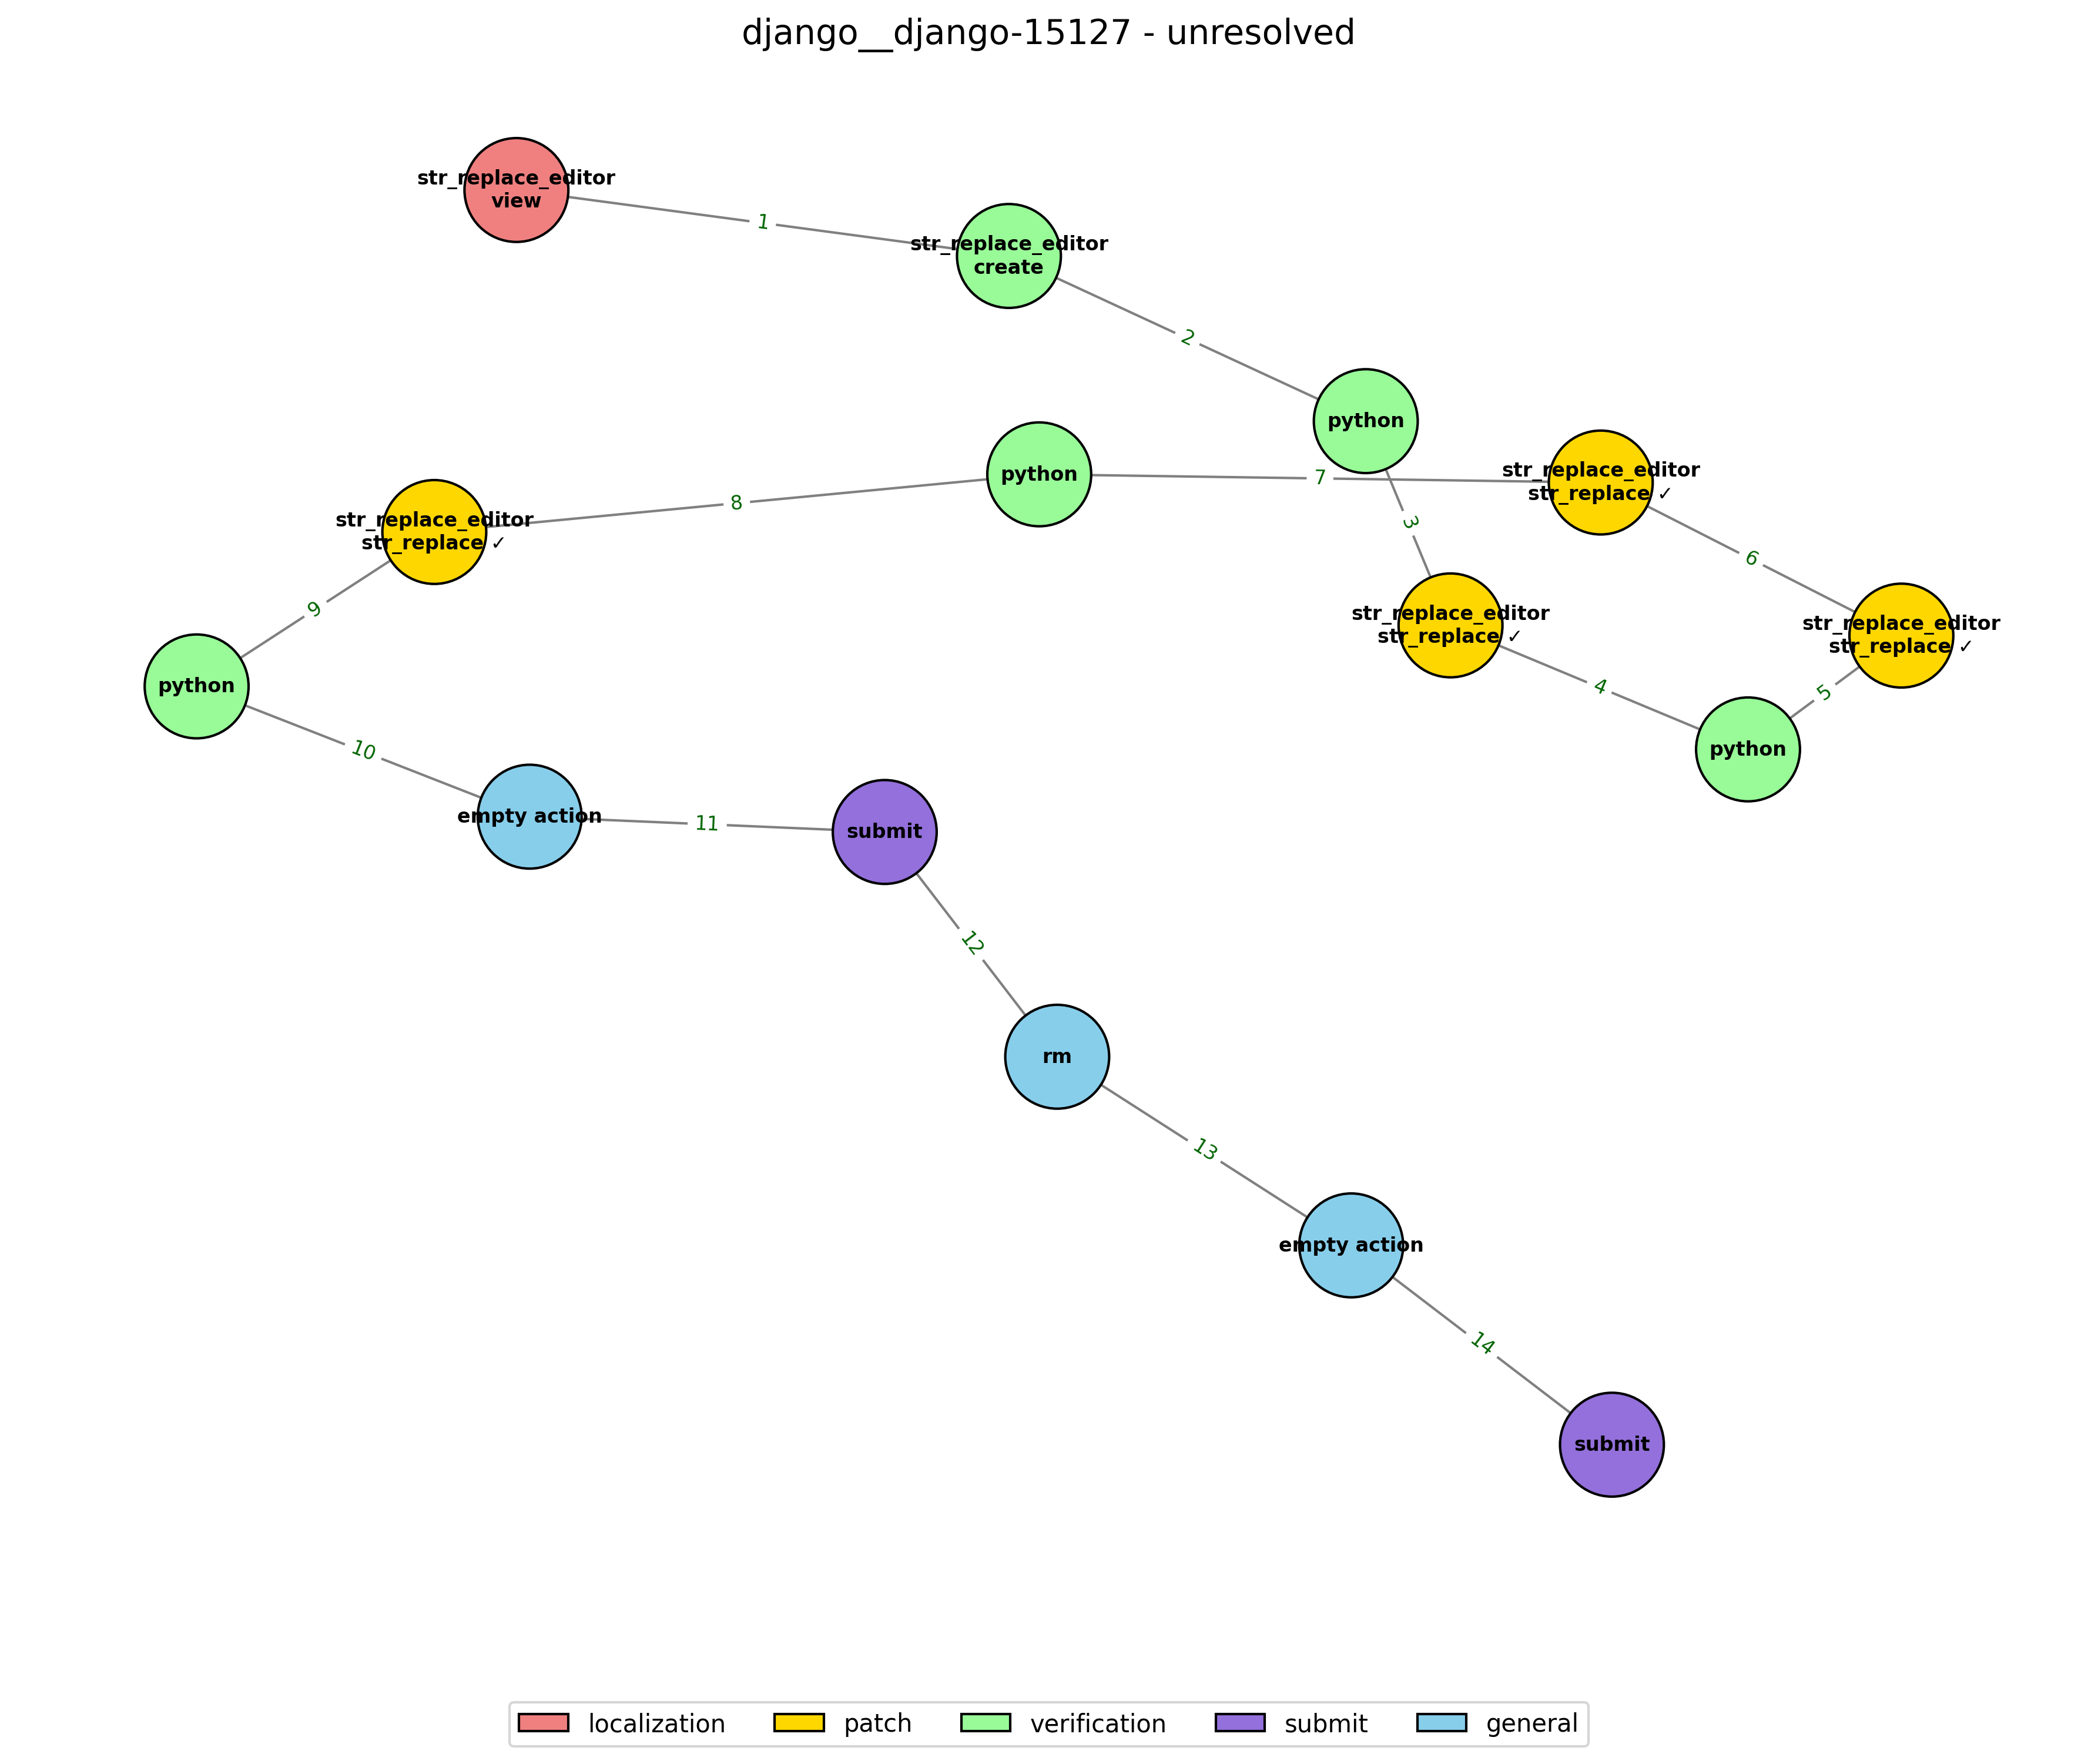 django__django-15127 - unresolved
str_replace_editor
view
1
str_replace_editor
create
2
python
3
str_replace_editor
str_replace ✓
4
python
5
str_replace_editor
str_replace ✓
6
str_replace_editor
str_replace ✓
7
python
8
str_replace_editor
str_replace ✓
9
python
10
empty action
11
submit
12
rm
13
empty action
14
submit
localization
patch
verification
submit
general